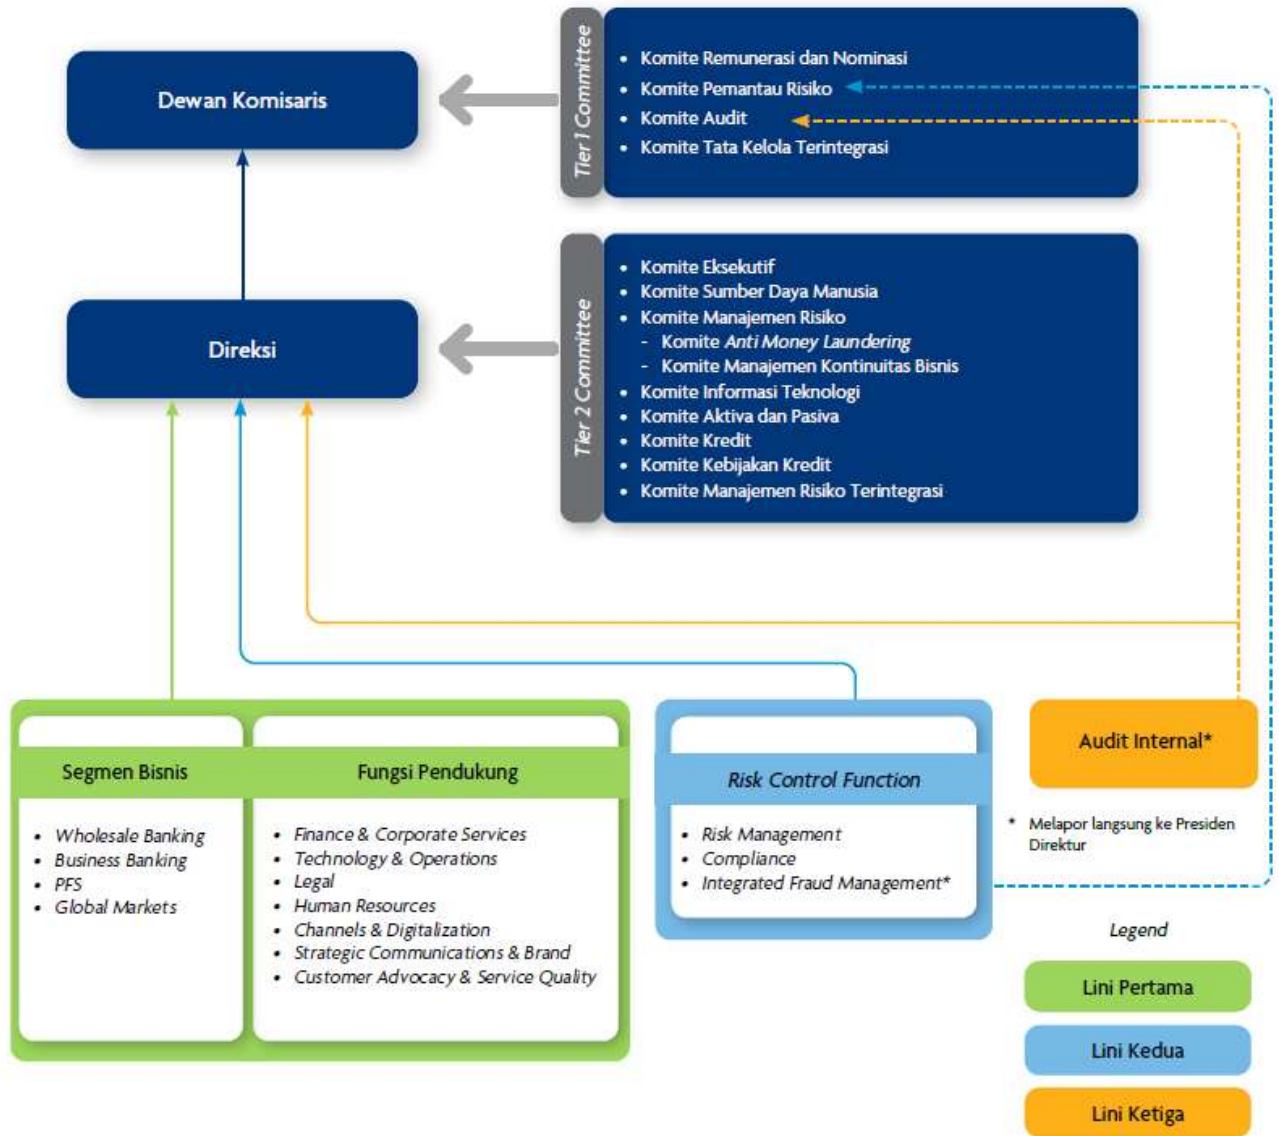 Dewan Komisaris
Tier 1 Committee
• Komite Remunerasi dan Nominasi
• Komite Pemantau Risiko
• Komite Audit
• Komite Tata Kelola Terintegrasi
Direksi
Tier 2 Committee
• Komite Eksekutif
• Komite Sumber Daya Manusia
• Komite Manajemen Risiko
- Komite Anti Money Laundering
- Komite Manajemen Kontinuitas Bisnis
• Komite Informasi Teknologi
• Komite Aktiva dan Pasiva
• Komite Kredit
• Komite Kebijakan Kredit
• Komite Manajemen Risiko Terintegrasi
Segmen Bisnis
• Wholesale Banking
• Business Banking
• PFS
• Global Markets
Fungsi Pendukung
• Finance & Corporate Services
• Technology & Operations
• Legal
• Human Resources
• Channels & Digitalization
• Strategic Communications & Brand
• Customer Advocacy & Service Quality
Risk Control Function
• Risk Management
• Compliance
• Integrated Fraud Management*
Audit Internal*
* Melapor langsung ke Presiden
Direktur
Legend
Lini Pertama
Lini Kedua
Lini Ketiga